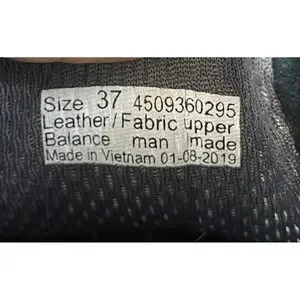 Size 37 4509360295
Leather/Fabric upper
Balance man made
Made in Vietnam 01-08-2019